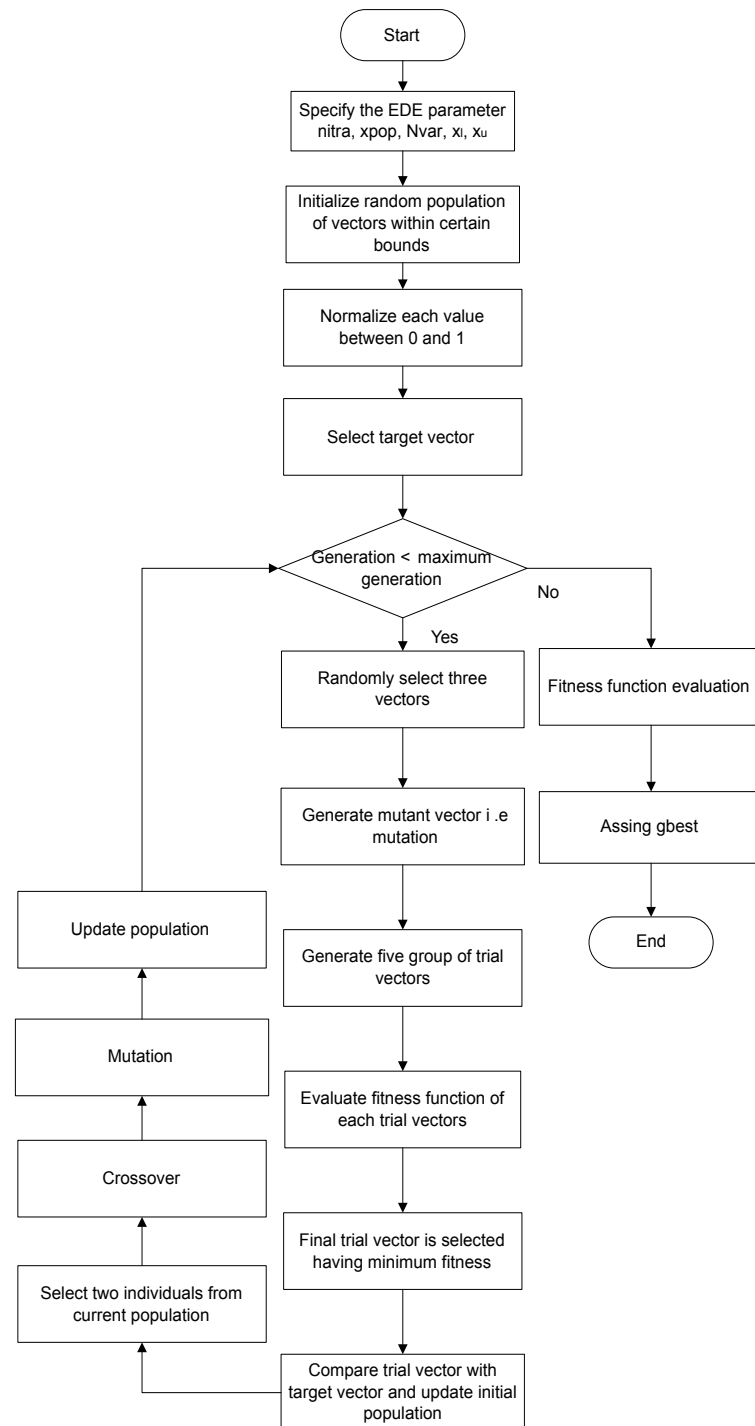 Start
Specify the EDE parameter
nitra, xpop, Nvar, xₗ, xᵤ
Initialize random population
of vectors within certain
bounds
Normalize each value
between 0 and 1
Select target vector
Generation < maximum
generation
No
Yes
Randomly select three
vectors
Fitness function evaluation
Generate mutant vector i .e
mutation
Assing gbest
Update population
Generate five group of trial
vectors
End
Mutation
Evaluate fitness function of
each trial vectors
Crossover
Final trial vector is selected
having minimum fitness
Select two individuals from
current population
Compare trial vector with
target vector and update initial
population